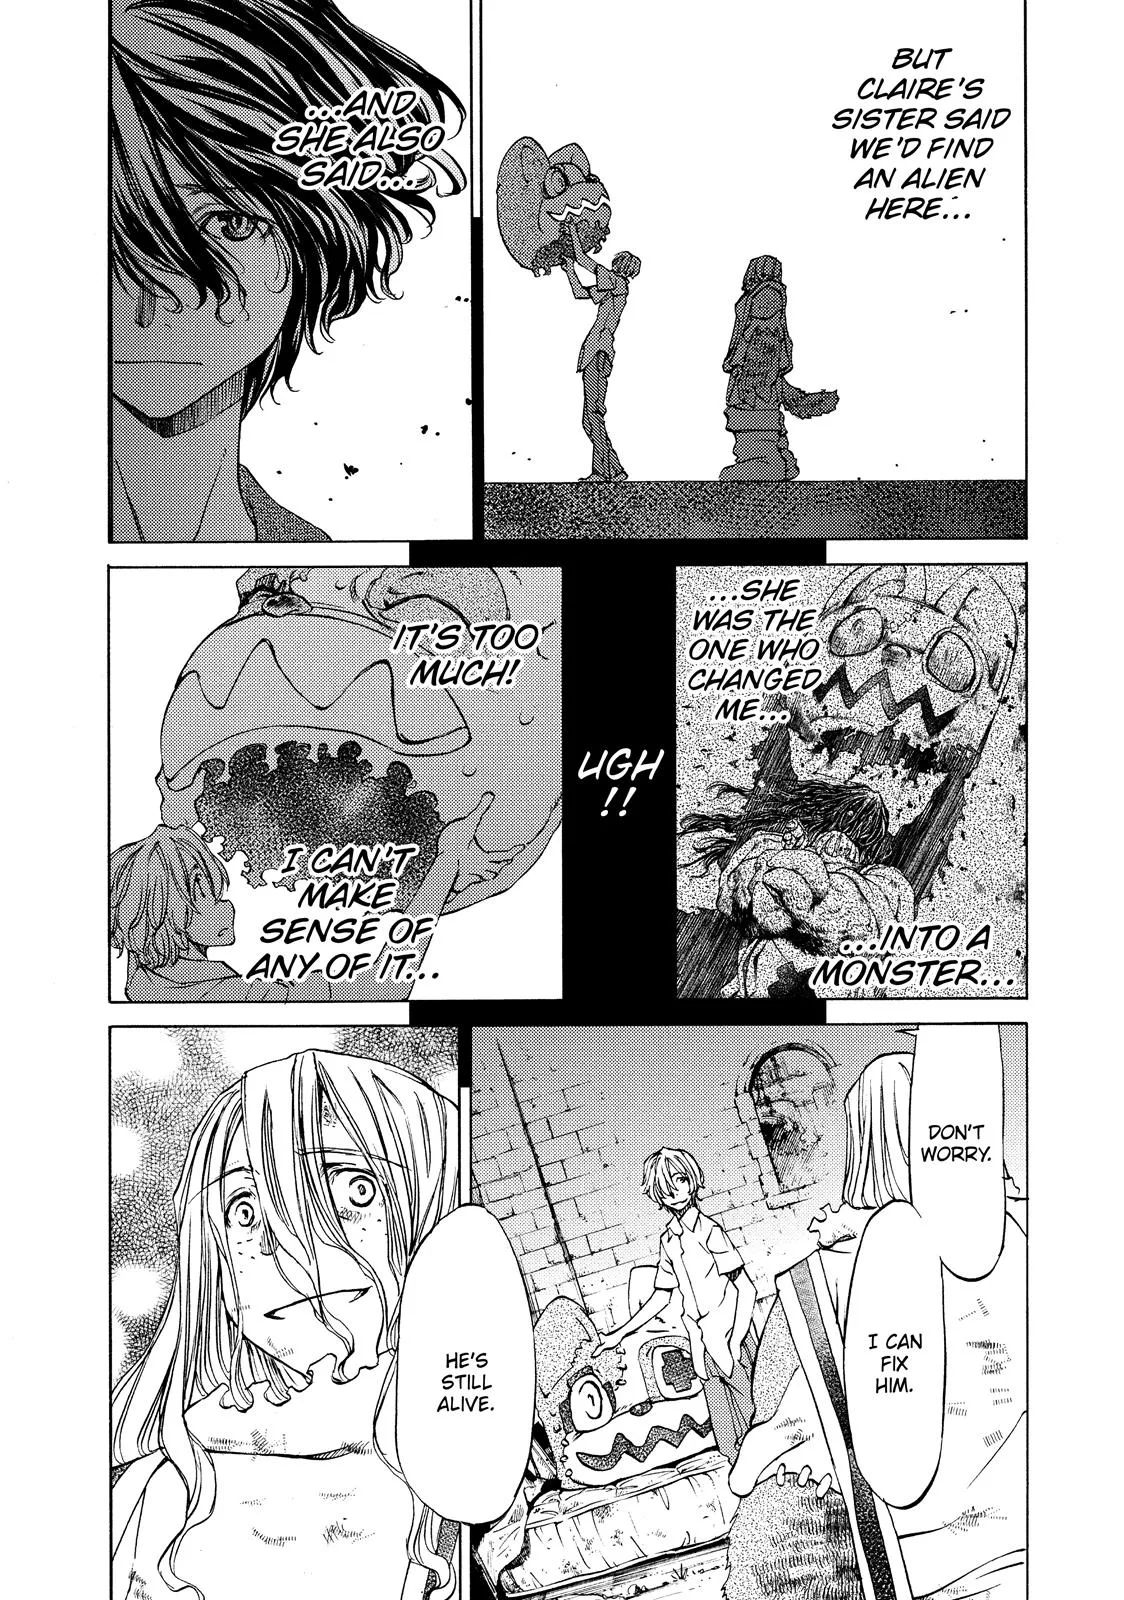 BUT
CLAIRE'S
SISTER SAID
WE'D FIND
AN ALIEN
HERE...
...AND
SHE ALSO
SAID...
...SHE
WAS THE
ONE WHO
CHANGED
ME...
...INTO A
MONSTER...
UGH
!!
IT'S TOO
MUCH!
I CAN'T
MAKE
SENSE OF
ANY OF IT...
DON'T
WORRY.
I CAN
FIX
HIM.
HE'S
STILL
ALIVE.